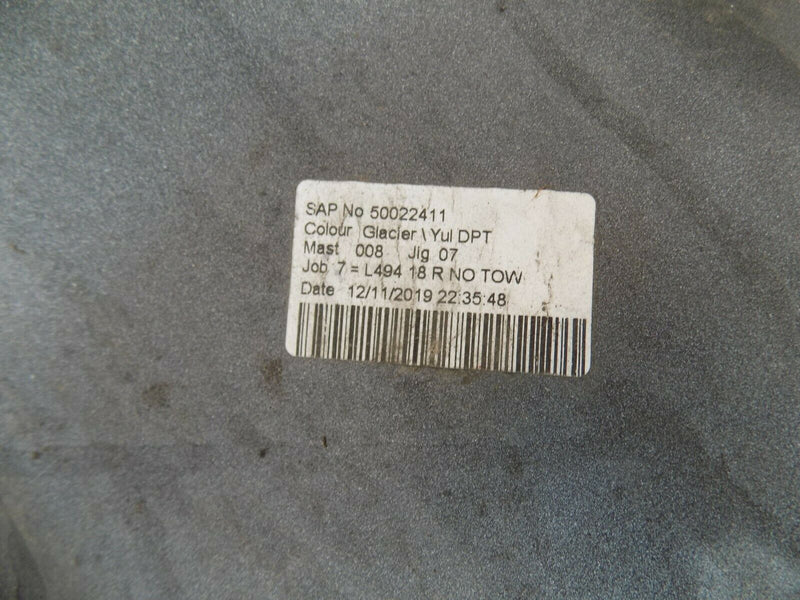 SAP No 50022411
Colour Glacier \ Yul DPT
Mast 008 Jig 07
Job 7 = L494 18 R NO TOW
Date 12/11/2019 22:35:48